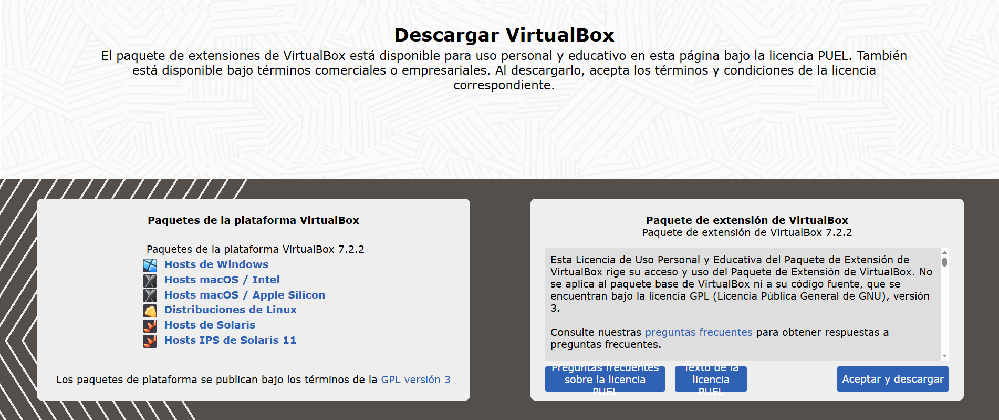 Descargar VirtualBox
El paquete de extensiones de VirtualBox está disponible para uso personal y educativo en esta página bajo la licencia PUEL. También
está disponible bajo términos comerciales o empresariales. Al descargarlo, acepta los términos y condiciones de la licencia
correspondiente.
Paquetes de la plataforma VirtualBox
Paquetes de la plataforma VirtualBox 7.2.2
Hosts de Windows
Hosts macOS / Intel
Hosts macOS / Apple Silicon
Distribuciones de Linux
Hosts de Solaris
Hosts IPS de Solaris 11
Los paquetes de plataforma se publican bajo los términos de la GPL versión 3
Paquete de extensión de VirtualBox
Paquete de extensión de VirtualBox 7.2.2
Esta Licencia de Uso Personal y Educativa del Paquete de Extensión de
VirtualBox rige su acceso y uso del Paquete de Extensión de VirtualBox. No
se aplica al paquete base de VirtualBox ni a su código fuente, que se
encuentran bajo la licencia GPL (Licencia Pública General de GNU), versión
3.
Consulte nuestras preguntas frecuentes para obtener respuestas a
preguntas frecuentes.
Preguntas frecuentes
sobre la licencia
PUEL
Texto de la
licencia
PUEL
Aceptar y descargar